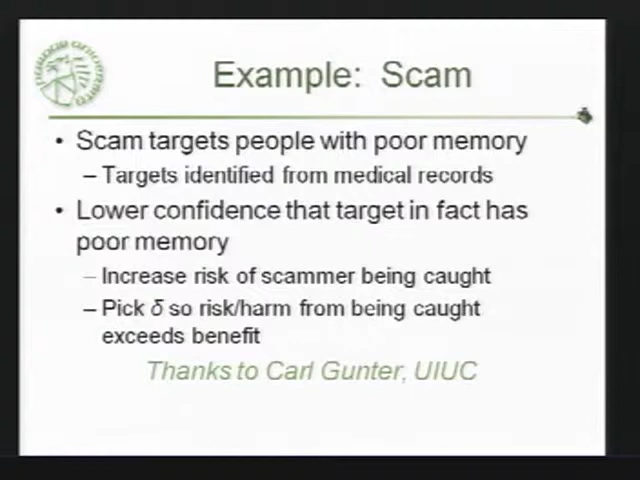 Example: Scam
• Scam targets people with poor memory
– Targets identified from medical records
• Lower confidence that target in fact has
poor memory
– Increase risk of scammer being caught
– Pick δ so risk/harm from being caught
exceeds benefit
Thanks to Carl Gunter, UIUC